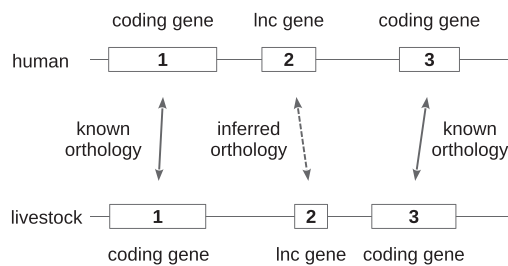 coding gene lnc gene coding gene
human 1 2 3
known inferred known
orthology orthology orthology
livestock 1 2 3
coding gene lnc gene coding gene